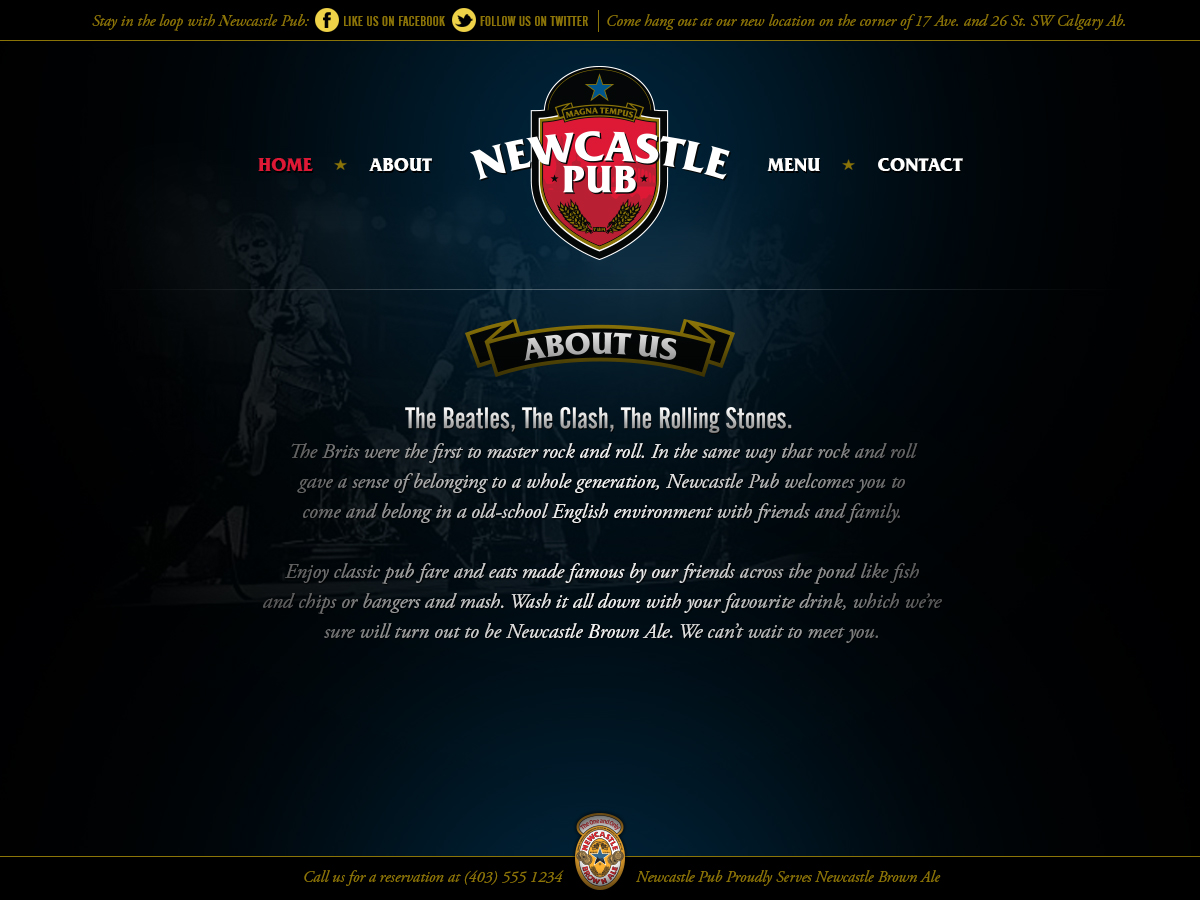 Stay in the loop with Newcastle Pub: LIKE US ON FACEBOOK FOLLOW US ON TWITTER Come hang out at our new location on the corner of 17 Ave. and 26 St. SW Calgary Ab.
MAGNA TEMPUS
HOME ABOUT NEWCASTLE MENU CONTACT
PUB
ABOUT US
The Beatles, The Clash, The Rolling Stones.
The Brits were the first to master rock and roll. In the same way that rock and roll
gave a sense of belonging to a whole generation, Newcastle Pub welcomes you to
come and belong in a old-school English environment with friends and family.
Enjoy classic pub fare and eats made famous by our friends across the pond like fish
and chips or bangers and mash. Wash it all down with your favourite drink, which we're
sure will turn out to be Newcastle Brown Ale. We can't wait to meet you.
The One and Only
NEWCASTLE
BROWN ALE
Call us for a reservation at (403) 555 1234 Newcastle Pub Proudly Serves Newcastle Brown Ale